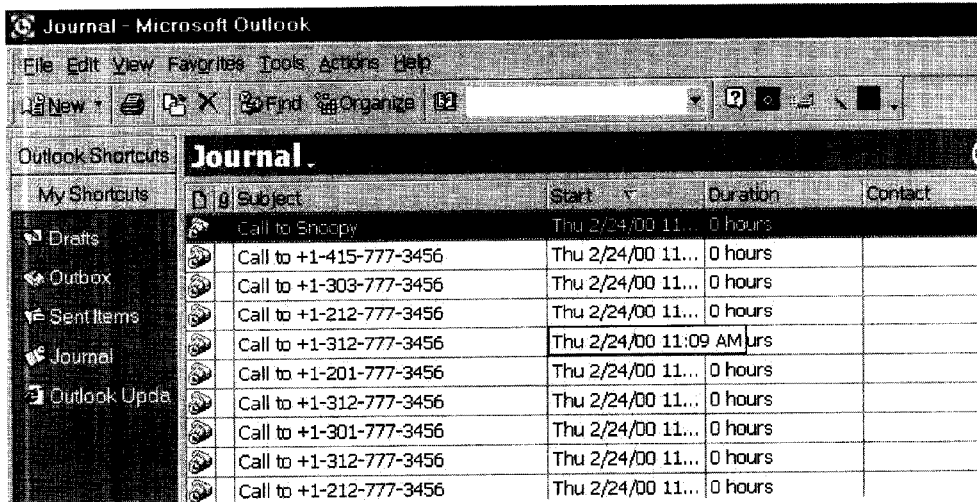 Journal - Microsoft Outlook
File Edit View Favorites Tools Actions Help
New Find Organize
Outlook Shortcuts Journal.
My Shortcuts Subject Start Duration Contact
Drafts Call to Snoopy Thu 2/24/00 11... 0 hours
Call to +1-415-777-3456 Thu 2/24/00 11... 0 hours
Outbox Call to +1-303-777-3456 Thu 2/24/00 11... 0 hours
Sent Items Call to +1-212-777-3456 Thu 2/24/00 11... 0 hours
Journal Call to +1-312-777-3456 Thu 2/24/00 11:09 AM urs
Outlook Upda Call to +1-201-777-3456 Thu 2/24/00 11... 0 hours
Call to +1-312-777-3456 Thu 2/24/00 11... 0 hours
Call to +1-301-777-3456 Thu 2/24/00 11... 0 hours
Call to +1-312-777-3456 Thu 2/24/00 11... 0 hours
Call to +1-212-777-3456 Thu 2/24/00 11... 0 hours